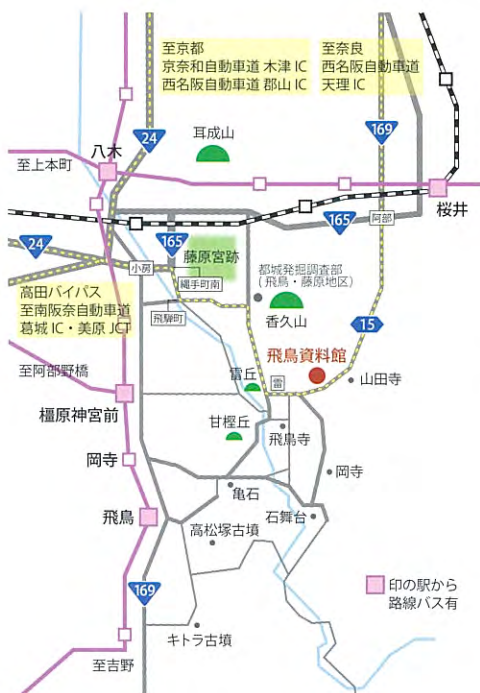 至京都
京奈和自動車道 木津 IC
西名阪自動車道 郡山 IC
至奈良
西名阪自動車道
天理 IC
24
169
耳成山
八木
至上本町
桜井
165
阿部
24
165
藤原宮跡
小房
縄手町南
都城発掘調査部
(飛鳥・藤原地区)
香久山
高田バイパス
至南阪奈自動車道
葛城 IC・美原 JCT
飛騨町
15
飛鳥資料館
至阿部野橋
雷丘
雷
山田寺
橿原神宮前
甘樫丘
飛鳥寺
岡寺
岡寺
亀石
飛鳥
石舞台
高松塚古墳
169
印の駅から
路線バス有
キトラ古墳
至吉野